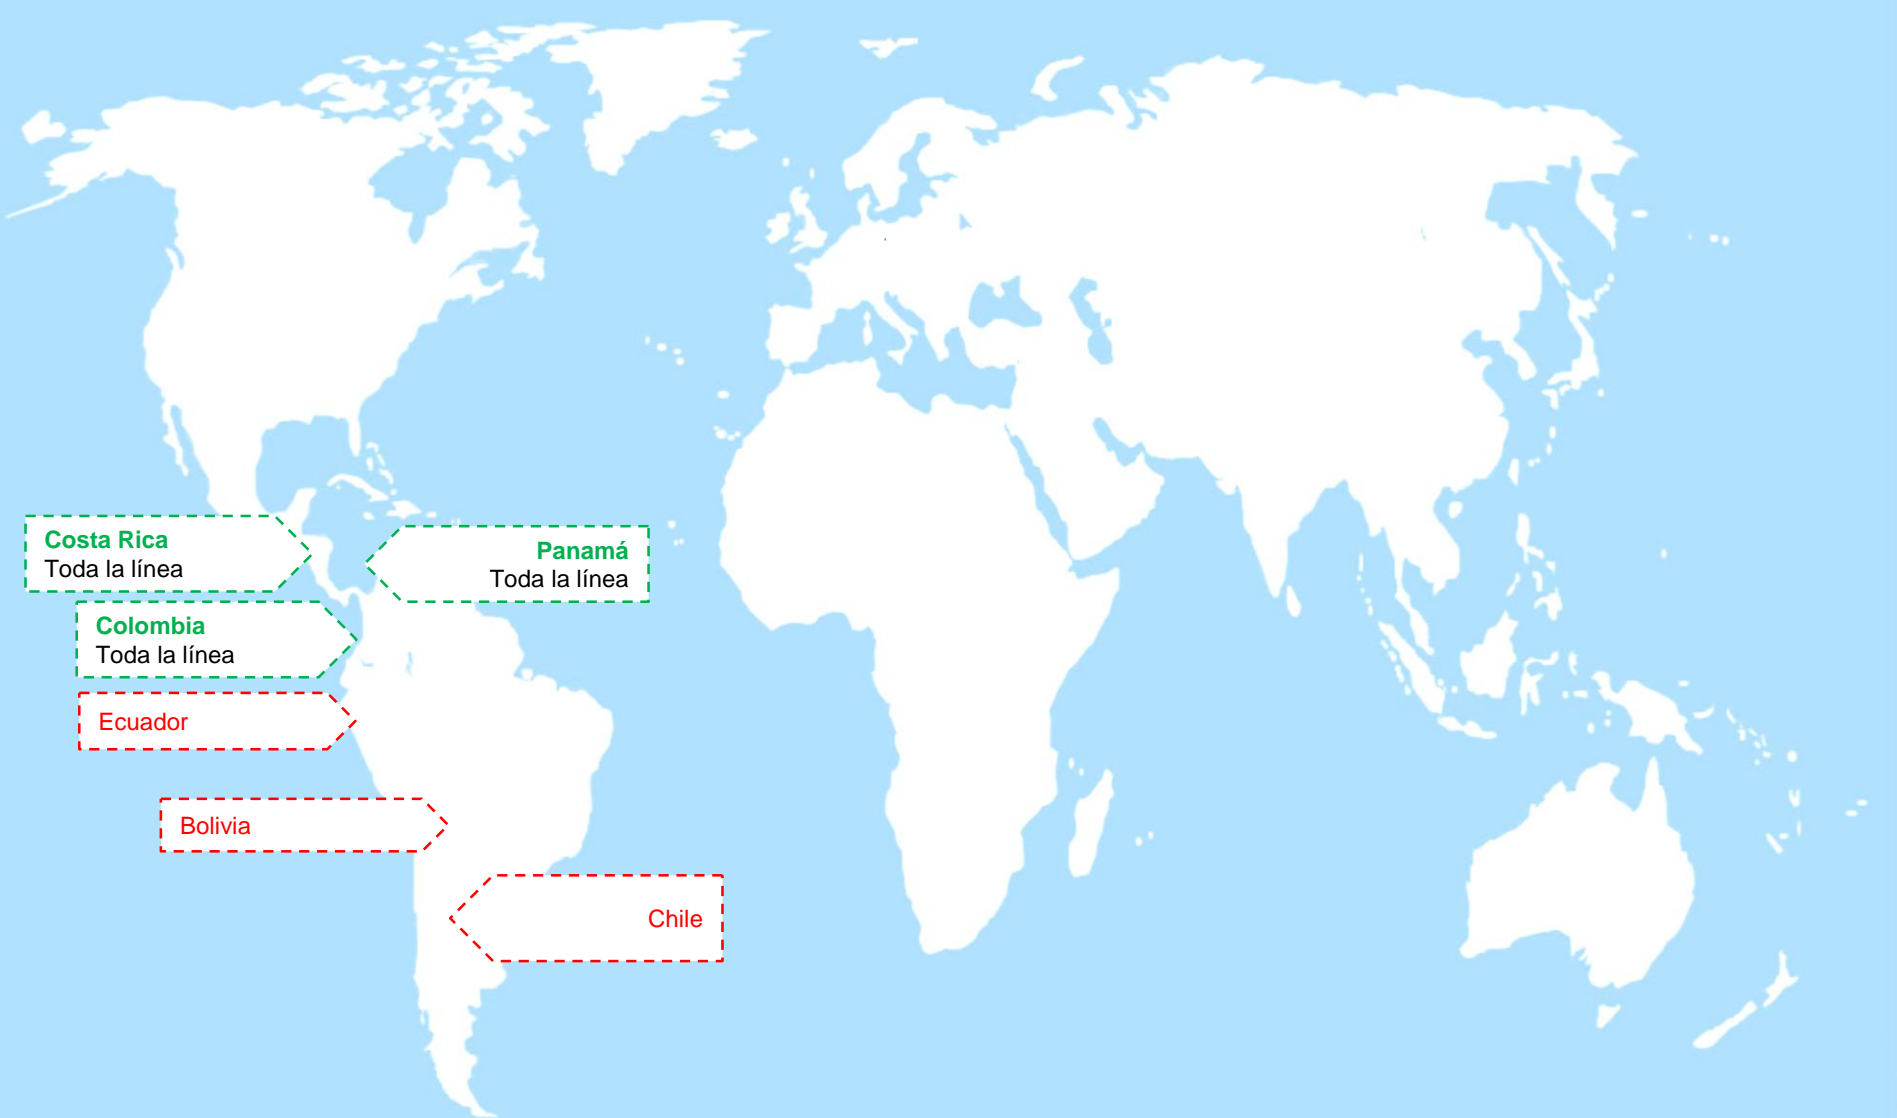 Costa Rica
Toda la línea
Panamá
Toda la línea
Colombia
Toda la línea
Ecuador
Bolivia
Chile